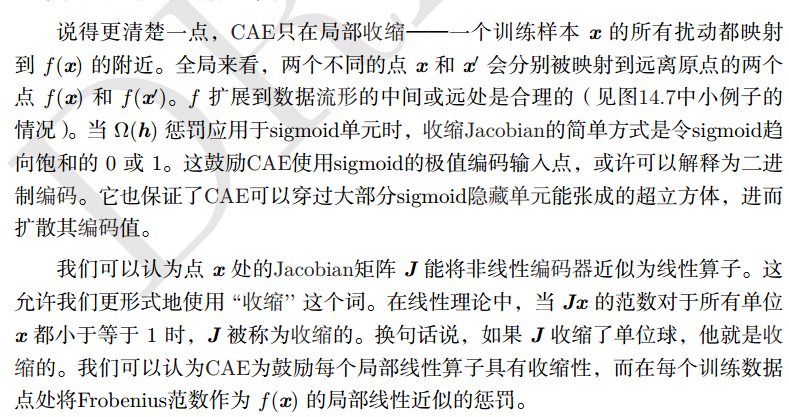 说得更清楚一点，CAE只在局部收缩——一个训练样本 x 的所有扰动都映射
到 f(x) 的附近。全局来看，两个不同的点 x 和 x′ 会分别被映射到远离原点的两个
点 f(x) 和 f(x′)。f 扩展到数据流形的中间或远处是合理的（见图14.7中小例子的
情况）。当 Ω(h) 惩罚应用于sigmoid单元时，收缩Jacobian的简单方式是令sigmoid趋
向饱和的 0 或 1。这鼓励CAE使用sigmoid的极值编码输入点，或许可以解释为二进
制编码。它也保证了CAE可以穿过大部分sigmoid隐藏单元能张成的超立方体，进而
扩散其编码值。
我们可以认为点 x 处的Jacobian矩阵 J 能将非线性编码器近似为线性算子。这
允许我们更形式地使用 “收缩’’ 这个词。在线性理论中，当 Jx 的范数对于所有单位
x 都小于等于 1 时，J 被称为收缩的。换句话说，如果 J 收缩了单位球，他就是收
缩的。我们可以认为CAE为鼓励每个局部线性算子具有收缩性，而在每个训练数据
点处将Frobenius范数作为 f(x) 的局部线性近似的惩罚。